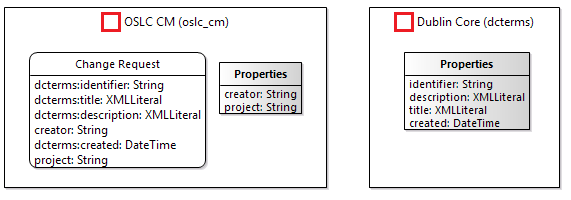 OSLC CM (oslc_cm)
Change Request
dcterms:identifier: String
dcterms:title: XMLLiteral
dcterms:description: XMLLiteral
creator: String
dcterms:created: DateTime
project: String
Properties
creator: String
project: String
Dublin Core (dcterms)
Properties
identifier: String
description: XMLLiteral
title: XMLLiteral
created: DateTime